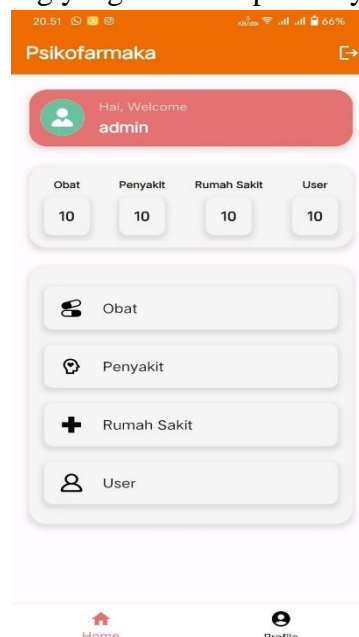 20.51 66%
Psikofarmaka
Hai, Welcome
admin
Obat Penyakit Rumah Sakit User
10 10 10 10
Obat
Penyakit
Rumah Sakit
User
Home Profile